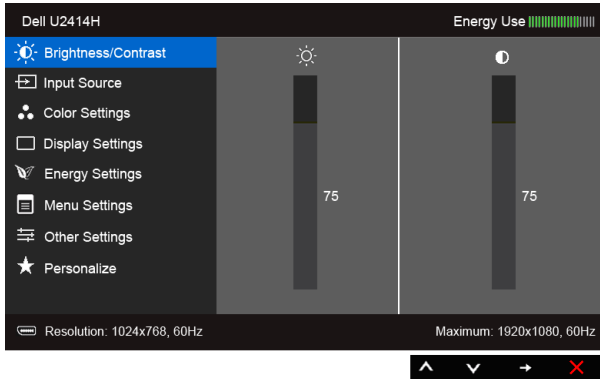 Dell U2414H
Energy Use
Brightness/Contrast
Input Source
Color Settings
Display Settings
Energy Settings
Menu Settings
Other Settings
Personalize
75
75
Resolution: 1024x768, 60Hz
Maximum: 1920x1080, 60Hz